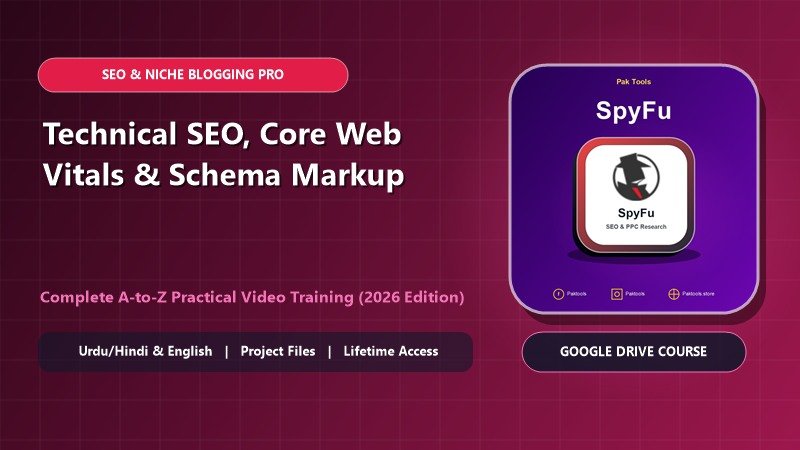 SEO & NICHE BLOGGING PRO
Technical SEO, Core Web
Vitals & Schema Markup
Complete A-to-Z Practical Video Training (2026 Edition)
Urdu/Hindi & English | Project Files | Lifetime Access
Pak Tools
SpyFu
SpyFu
SEO & PPC Research
Paktools
Paktools
Paktools.store
GOOGLE DRIVE COURSE